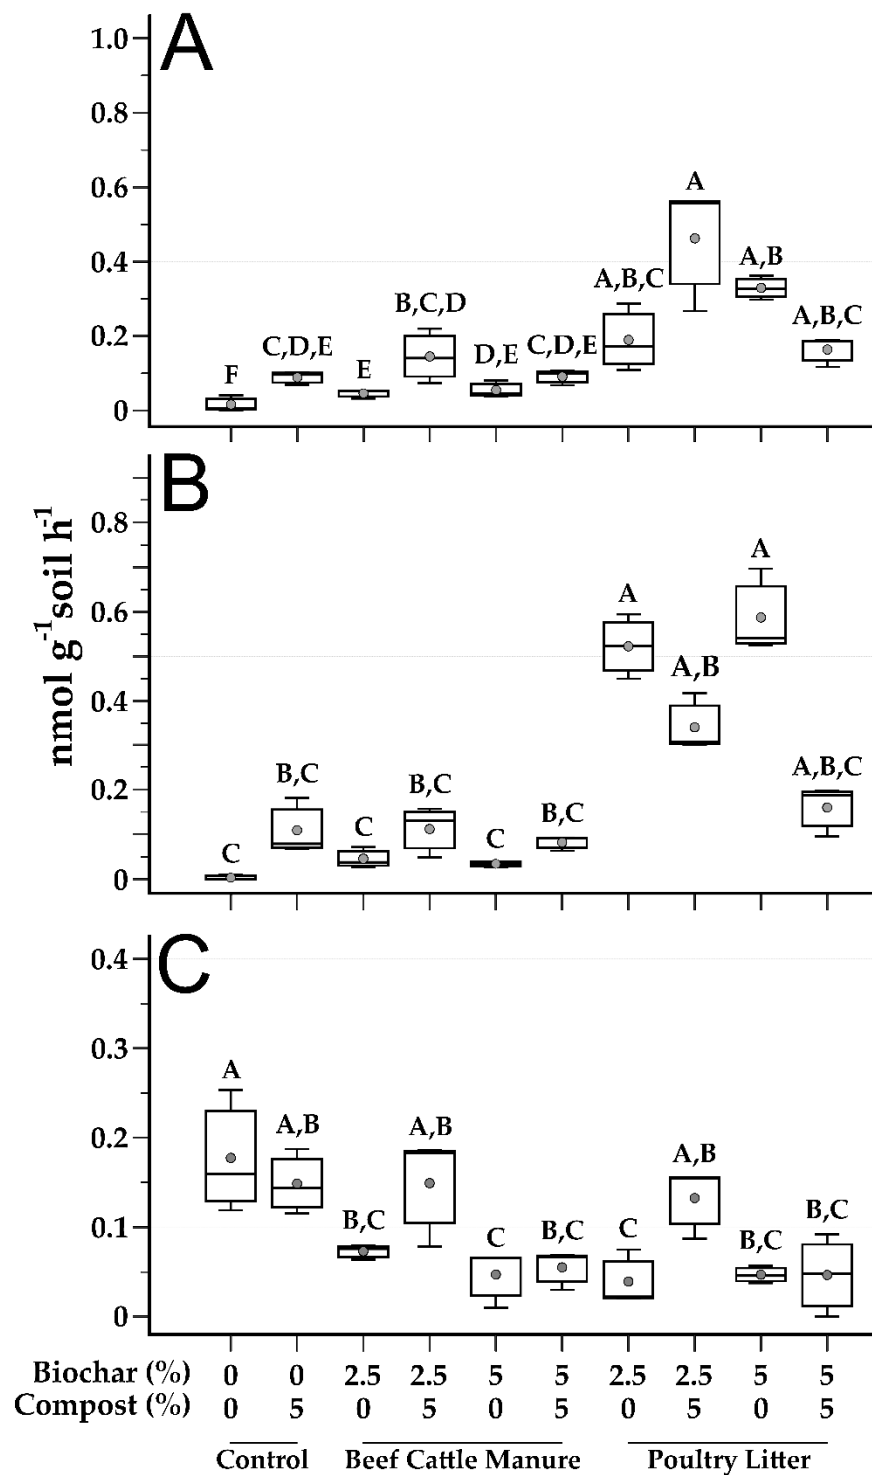 A
1.0
0.8
0.6
0.4
0.2
0
F
C,D,E
E
B,C,D
D,E
C,D,E
A,B,C
A
A,B
A,B,C
nmol g⁻¹soil h⁻¹
B
0.8
0.6
0.4
0.2
0
C
B,C
C
B,C
C
B,C
A
A,B
A
A,B,C
C
0.4
0.3
0.2
0.1
0
A
A,B
B,C
A,B
C
B,C
C
A,B
B,C
B,C
Biochar (%) 0 0 2.5 2.5 5 5 2.5 2.5 5 5
Compost (%) 0 5 0 5 0 5 0 5 0 5
Control Beef Cattle Manure Poultry Litter